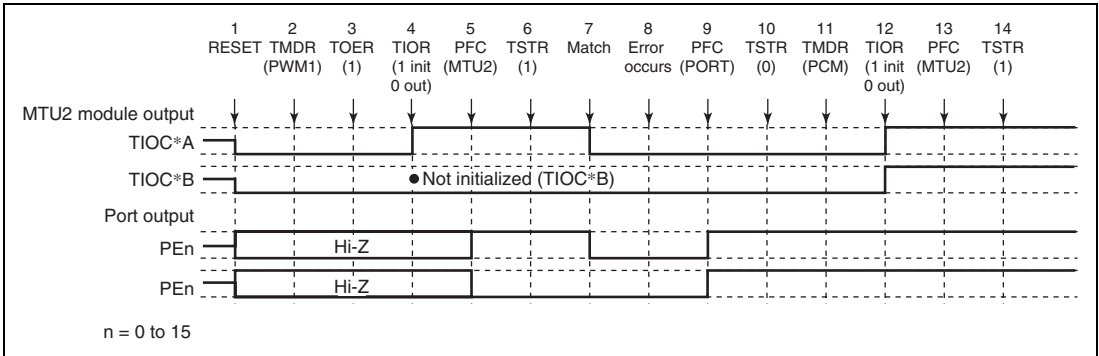 1 2 3 4 5 6 7 8 9 10 11 12 13 14
RESET TMDR TOER TIOR PFC TSTR Match Error PFC TSTR TMDR TIOR PFC TSTR
(PWM1) (1) (1 init (MTU2) (1) occurs (PORT) (0) (PCM) (1 init (MTU2) (1)
0 out) 0 out)
MTU2 module output
TIOC*A
TIOC*B ●Not initialized (TIOC*B)
Port output
PEn Hi-Z
PEn Hi-Z
n = 0 to 15